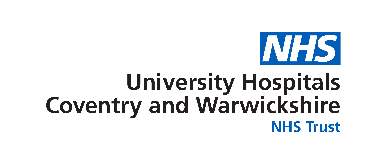 NHS
University Hospitals
Coventry and Warwickshire
NHS Trust